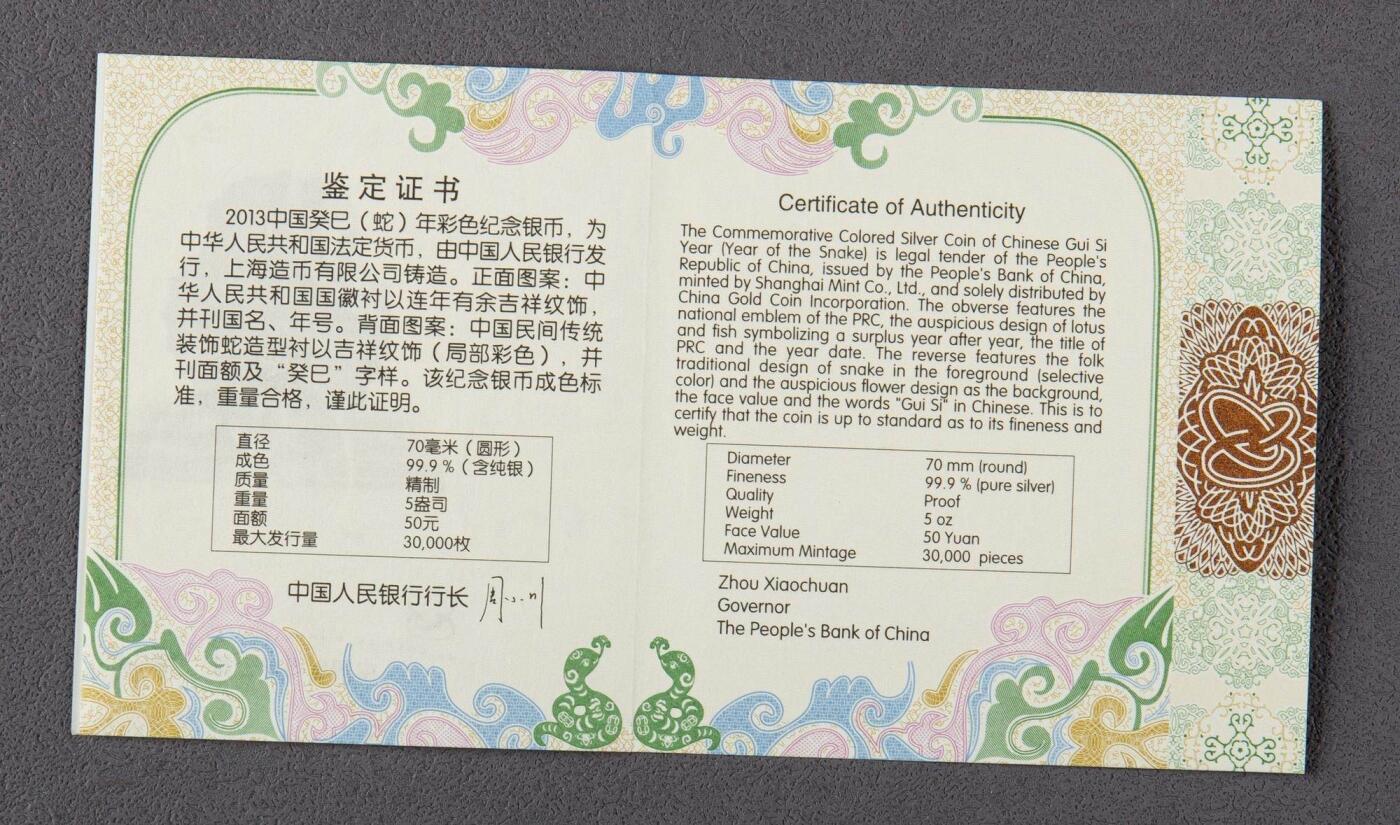 鉴定证书
2013中国癸巳（蛇）年彩色纪念银币，为
中华人民共和国法定货币，由中国人民银行发
行，上海造币有限公司铸造。正面图案：中
华人民共和国国徽衬以连年有余吉祥纹饰，
并刊国名、年号。背面图案：中国民间传统
装饰蛇造型衬以吉祥纹饰（局部彩色），并
刊面额及“癸巳”字样。该纪念银币成色标
准，重量合格，谨此证明。
直径 70毫米（圆形）
成色 99.9 %（含纯银）
质量 精制
重量 5盎司
面额 50元
最大发行量 30,000枚
中国人民银行行长 周小川
Certificate of Authenticity
The Commemorative Colored Silver Coin of Chinese Gui Si
Year (Year of the Snake) is legal tender of the People's
Republic of China, issued by the People's Bank of China,
minted by Shanghai Mint Co., Ltd., and solely distributed by
China Gold Coin Incorporation. The obverse features the
national emblem of the PRC, the auspicious design of lotus
and fish symbolizing a surplus year after year, the title of
PRC and the year date. The reverse features the folk
traditional design of snake in the foreground (selective
color) and the auspicious flower design as the background,
the face value and the words "Gui Si" in Chinese. This is to
certify that the coin is up to standard as to its fineness and
weight.
Diameter 70 mm (round)
Fineness 99.9 % (pure silver)
Quality Proof
Weight 5 oz
Face Value 50 Yuan
Maximum Mintage 30,000 pieces
Zhou Xiaochuan
Governor
The People's Bank of China